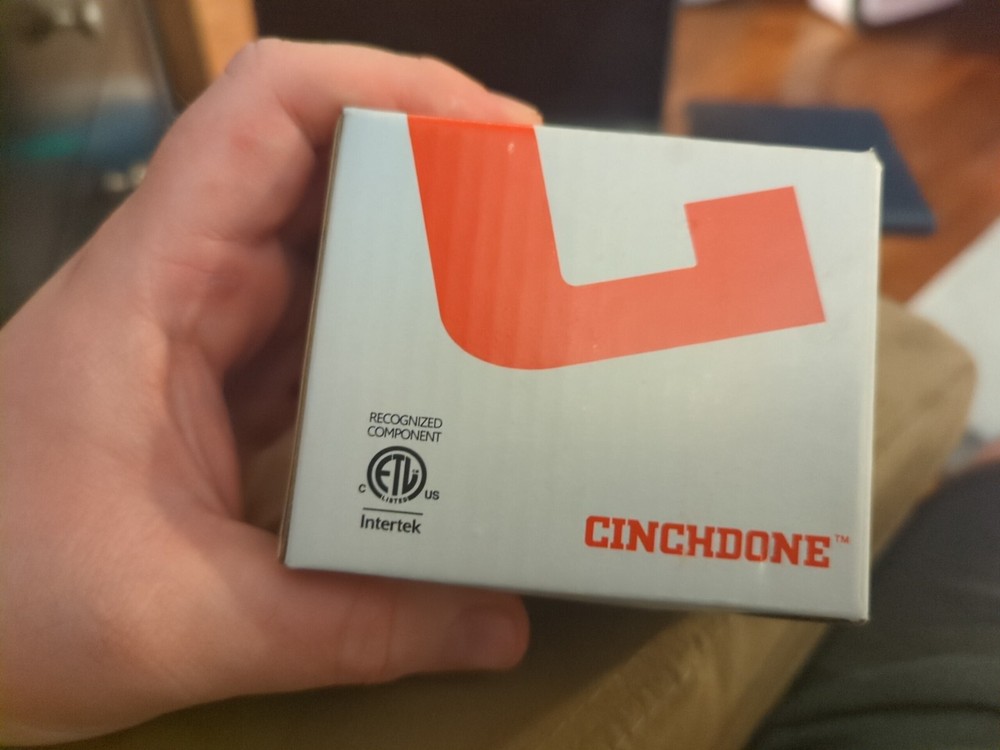 RECOGNIZED
COMPONENT
ETL
LISTED
C US
Intertek
CINCHDONE™